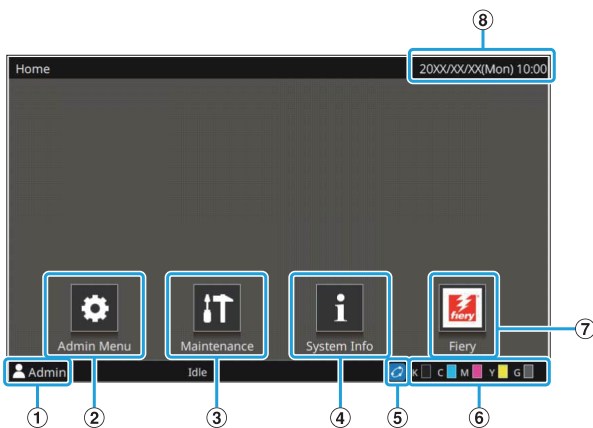 ⑧
Home 20XX/XX/XX(Mon) 10:00
fiery
⑦
Admin Menu Maintenance System Info Fiery
Admin Idle K C M Y G
① ② ③ ④ ⑤ ⑥